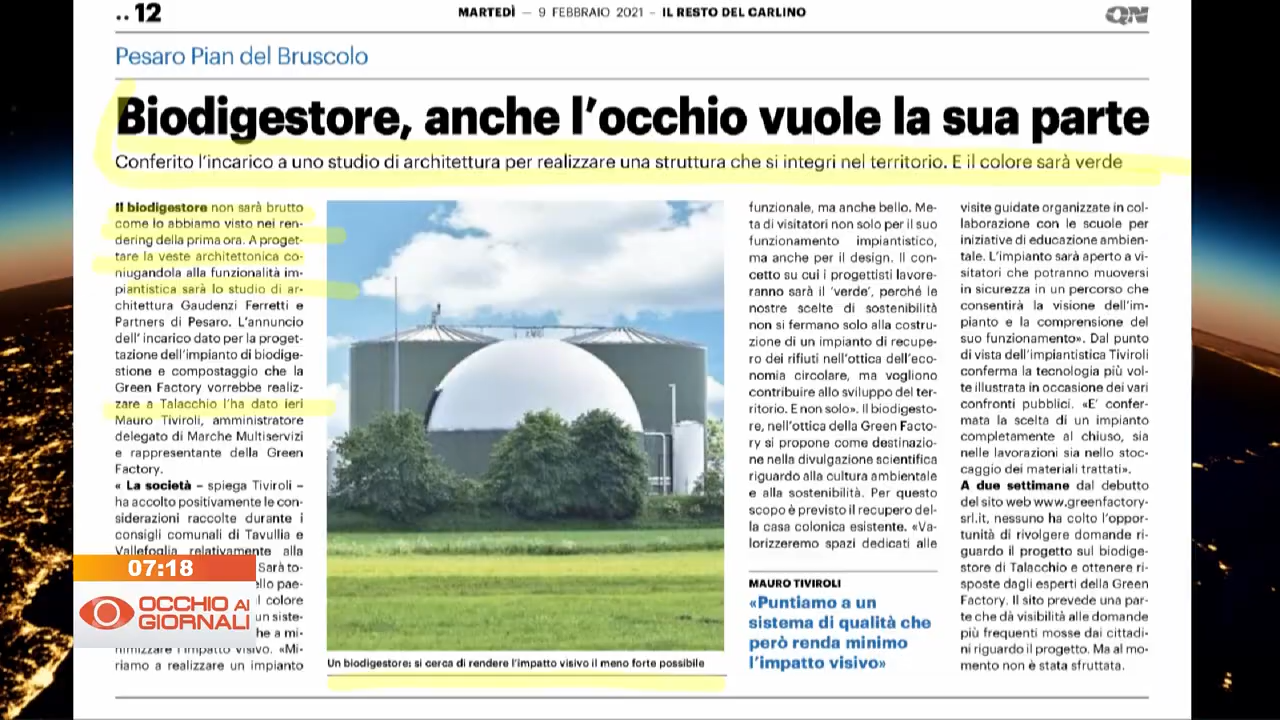 .. 12
MARTEDÌ — 9 FEBBRAIO 2021 – IL RESTO DEL CARLINO
QN
Pesaro Pian del Bruscolo
Biodigestore, anche l'occhio vuole la sua parte
Conferito l'incarico a uno studio di architettura per realizzare una struttura che si integri nel territorio. E il colore sarà verde
Il biodigestore non sarà brutto
come lo abbiamo visto nei ren-
dering della prima ora. A proget-
tare la veste architettonica co-
niugandola alla funzionalità im-
piantistica sarà lo studio di ar-
chitettura Gaudenzi Ferretti e
Partners di Pesaro. L'annuncio
dell' incarico dato per la proget-
tazione dell'impianto di biodige-
stione e compostaggio che la
Green Factory vorrebbe realiz-
zare a Talacchio l'ha dato ieri
Mauro Tiviroli, amministratore
delegato di Marche Multiservizi
e rappresentante della Green
Factory.
« La società – spiega Tiviroli –
ha accolto positivamente le con-
siderazioni raccolte durante i
consigli comunali di Tavullia e
Vallefoglia relativamente alla
Sarà to-
ello pae-
l colore
un siste-
he a mi-
nimizzare l'impatto visivo. «Mi-
riamo a realizzare un impianto
Un biodigestore: si cerca di rendere l'impatto visivo il meno forte possibile
funzionale, ma anche bello. Me-
ta di visitatori non solo per il suo
funzionamento impiantistico,
ma anche per il design. Il con-
cetto su cui i progettisti lavore-
ranno sarà il 'verde', perché le
nostre scelte di sostenibilità
non si fermano solo alla costru-
zione di un impianto di recupe-
ro dei rifiuti nell'ottica dell'eco-
nomia circolare, ma vogliono
contribuire allo sviluppo del ter-
ritorio. E non solo». Il biodigesto-
re, nell'ottica della Green Facto-
ry si propone come destinazio-
ne nella divulgazione scientifica
riguardo alla cultura ambientale
e alla sostenibilità. Per questo
scopo è previsto il recupero del-
la casa colonica esistente. «Va-
lorizzeremo spazi dedicati alle
MAURO TIVIROLI
«Puntiamo a un
sistema di qualità che
però renda minimo
l'impatto visivo»
visite guidate organizzate in col-
laborazione con le scuole per
iniziative di educazione ambien-
tale. L'impianto sarà aperto a vi-
sitatori che potranno muoversi
in sicurezza in un percorso che
consentirà la visione dell'im-
pianto e la comprensione del
suo funzionamento». Dal punto
di vista dell'impiantistica Tiviroli
conferma la tecnologia più vol-
te illustrata in occasione dei vari
confronti pubblici. «E' confer-
mata la scelta di un impianto
completamente al chiuso, sia
nelle lavorazioni sia nello stoc-
caggio dei materiali trattati».
A due settimane dal debutto
del sito web www.greenfactory-
srl.it, nessuno ha colto l'oppor-
tunità di rivolgere domande ri-
guardo il progetto sul biodige-
store di Talacchio e ottenere ri-
sposte dagli esperti della Green
Factory. Il sito prevede una par-
te che dà visibilità alle domande
più frequenti mosse dai cittadi-
ni riguardo il progetto. Ma al mo-
mento non è stata sfruttata.
07:18
OCCHIO AI
GIORNALI